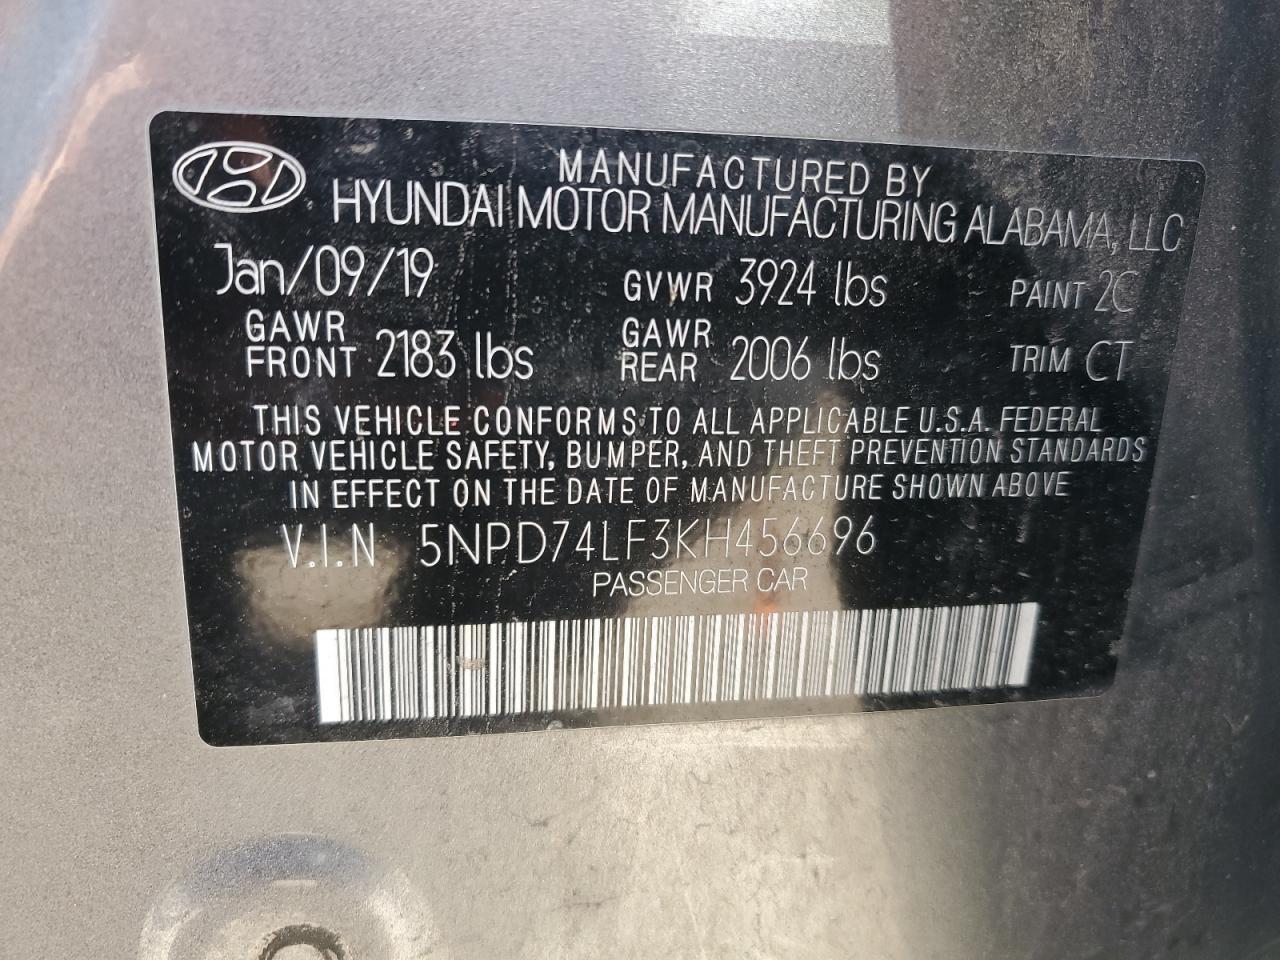 MANUFACTURED BY
HYUNDAI MOTOR MANUFACTURING ALABAMA, LLC
Jan/09/19 GVWR 3924 lbs PAINT 2C
GAWR FRONT 2183 lbs GAWR REAR 2006 lbs TRIM CT
THIS VEHICLE CONFORMS TO ALL APPLICABLE U.S.A. FEDERAL
MOTOR VEHICLE SAFETY, BUMPER, AND THEFT PREVENTION STANDARDS
IN EFFECT ON THE DATE OF MANUFACTURE SHOWN ABOVE
V.I.N 5NPD74LF3KH456696
PASSENGER CAR